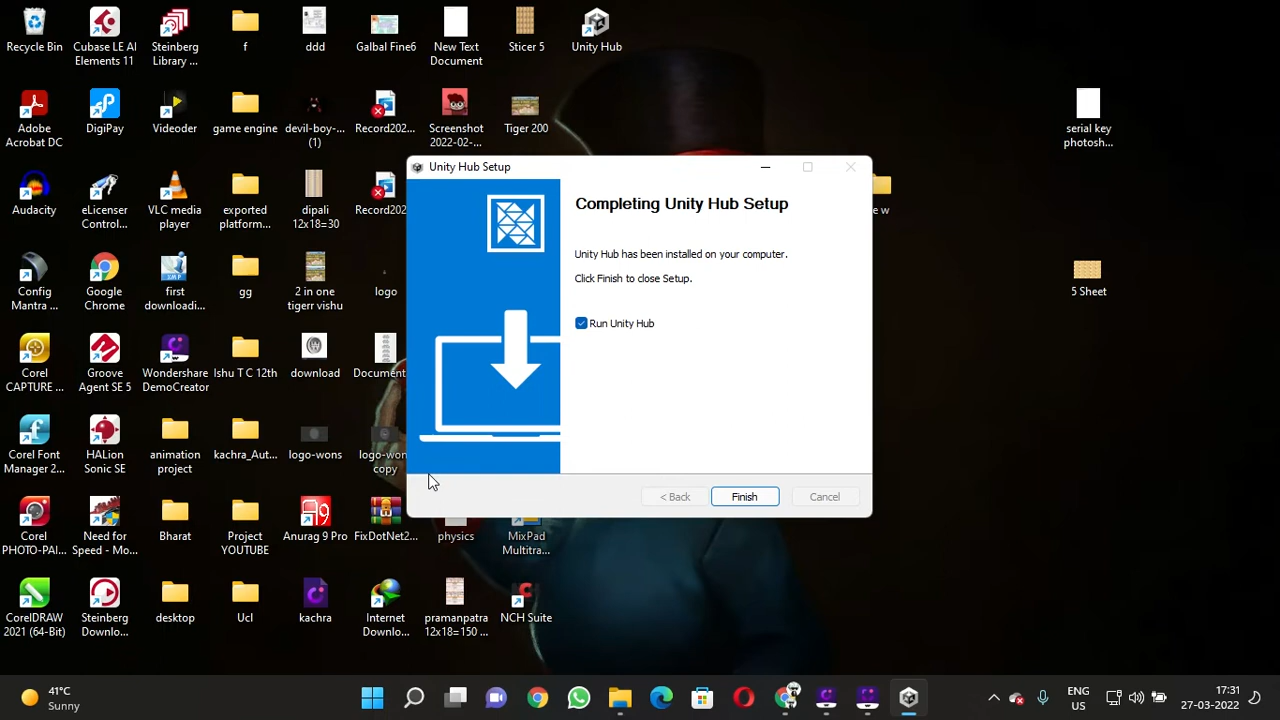 Recycle Bin
Cubase LE AI
Elements 11
Steinberg
Library ...
f
ddd
Galbal Fine6
New Text
Document
Sticer 5
Unity Hub
Adobe
Acrobat DC
DigiPay
Videoder
game engine
devil-boy-...
(1)
Record202...
Screenshot
2022-02-...
Tiger 200
serial key
photosh...
Audacity
eLicenser
Control...
VLC media
player
exported
platform...
dipali
12x18=30
Record202
Config
Mantra ...
Google
Chrome
first
downloadi...
gg
2 in one
tigerr vishu
logo
5 Sheet
Corel
CAPTURE ...
Groove
Agent SE 5
Wondershare
DemoCreator
Ishu T C 12th
download
Document
Corel Font
Manager 2...
HALion
Sonic SE
animation
project
kachra_Aut...
logo-wons
logo-won
copy
Corel
PHOTO-PAI...
Need for
Speed - Mo...
Bharat
Project
YOUTUBE
Anurag 9 Pro
FixDotNet2...
physics
MixPad
Multitra...
CorelDRAW
2021 (64-Bit)
Steinberg
Downlo...
desktop
Ucl
kachra
Internet
Downlo...
pramanpatra
12x18=150 ...
NCH Suite
Unity Hub Setup
Completing Unity Hub Setup
Unity Hub has been installed on your computer.
Click Finish to close Setup.
Run Unity Hub
< Back
Finish
Cancel
e w
41°C
Sunny
ENG
US
17:31
27-03-2022